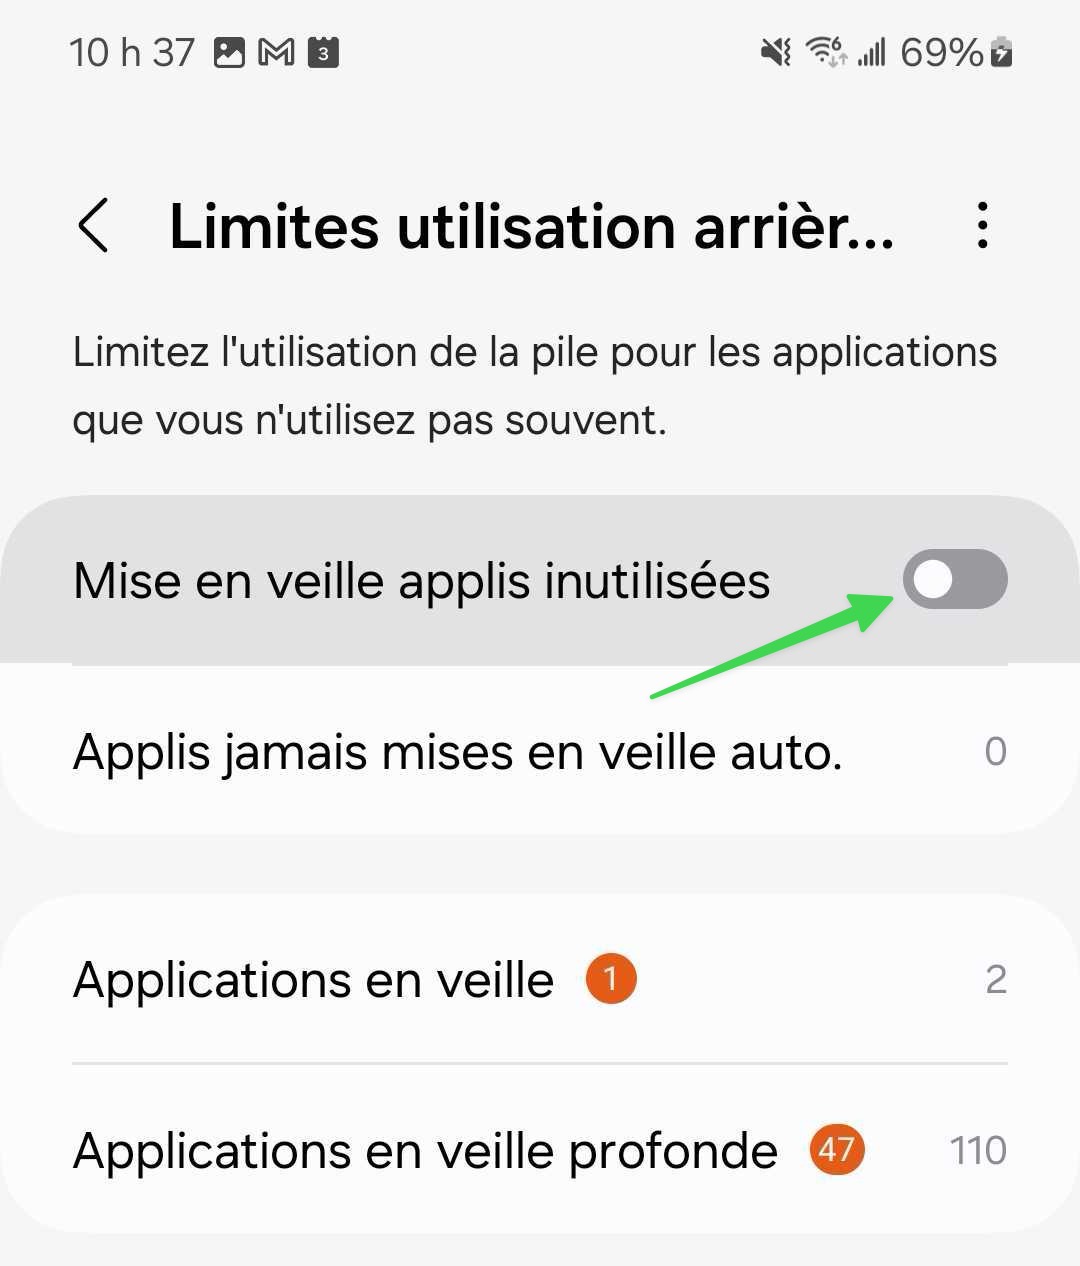 10 h 37 3 6 69%
Limites utilisation arrièr...
Limitez l'utilisation de la pile pour les applications
que vous n'utilisez pas souvent.
Mise en veille applis inutilisées
Applis jamais mises en veille auto. 0
Applications en veille 1 2
Applications en veille profonde 47 110